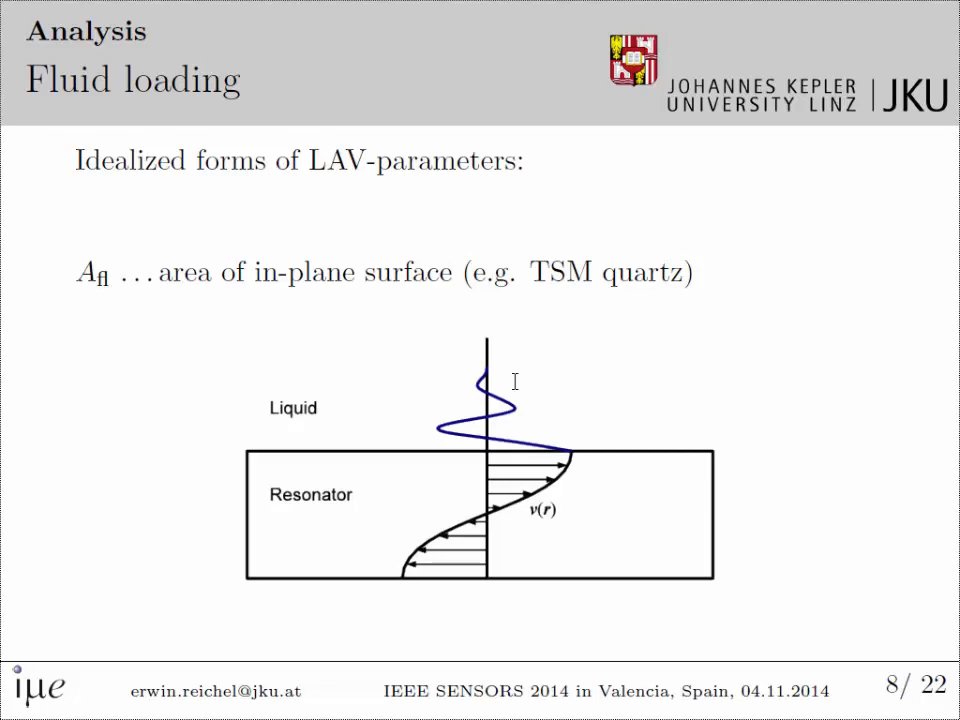 Analysis
Fluid loading
JOHANNES KEPLER
UNIVERSITY LINZ | JKU
Idealized forms of LAV-parameters:
Afl ... area of in-plane surface (e.g. TSM quartz)
Liquid
Resonator
v(r)
iμe
erwin.reichel@jku.at
IEEE SENSORS 2014 in Valencia, Spain, 04.11.2014
8/ 22